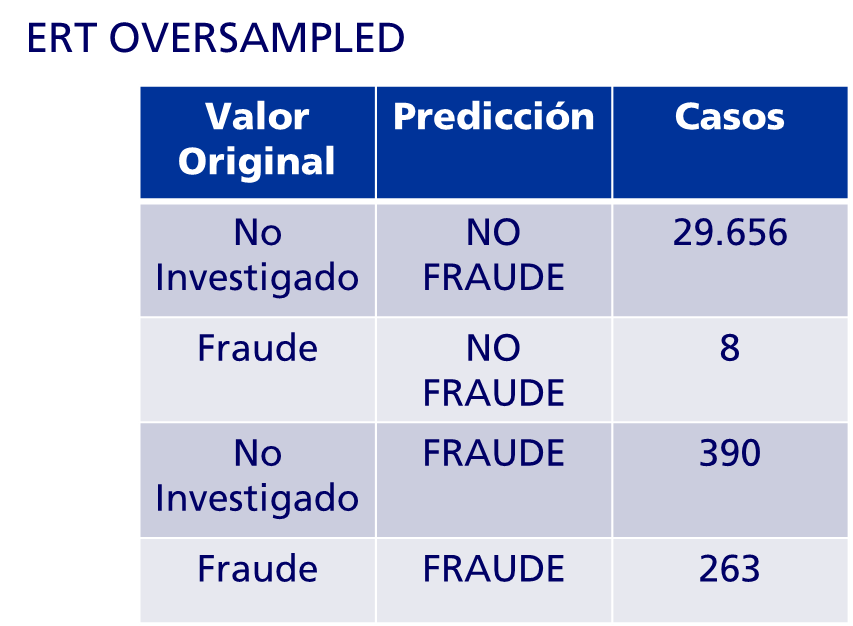 ERT OVERSAMPLED
Valor Original Predicción Casos
No Investigado NO FRAUDE 29.656
Fraude NO FRAUDE 8
No Investigado FRAUDE 390
Fraude FRAUDE 263